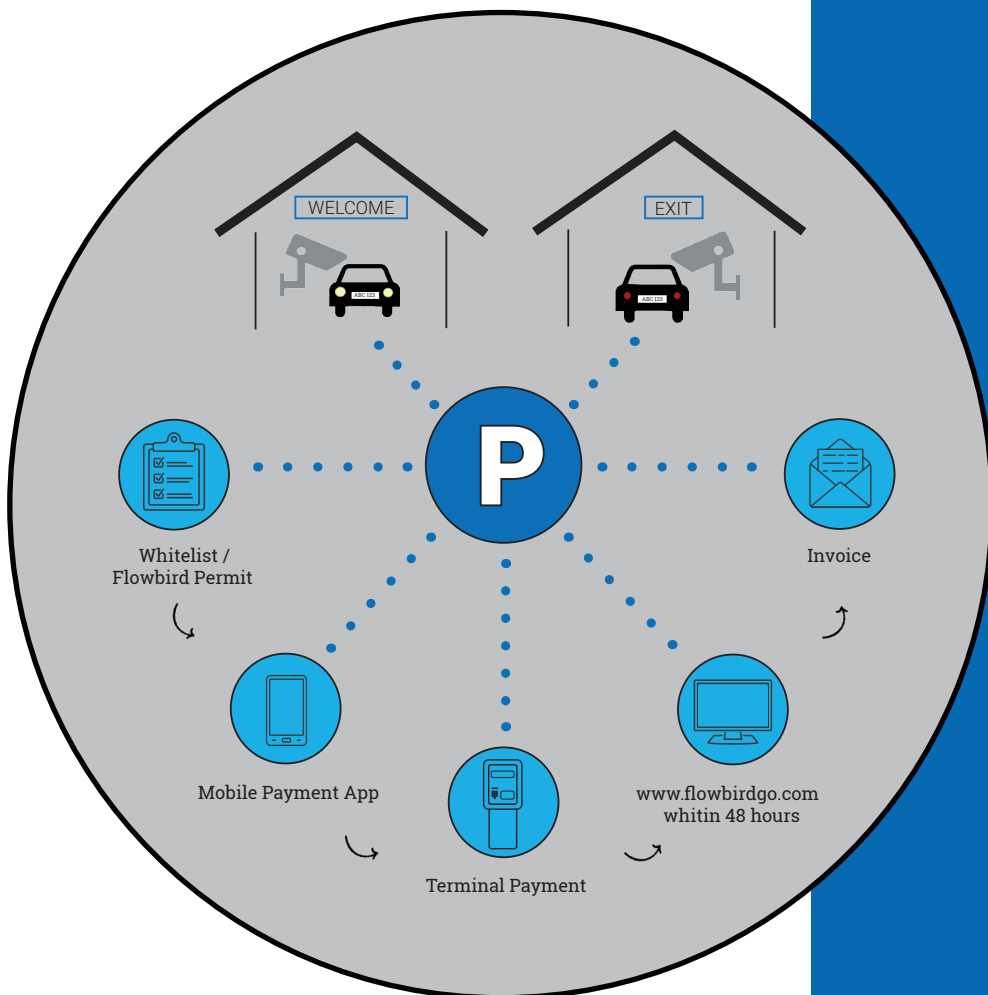 WELCOME
EXIT
ABC 123
ABC 123
P
Whitelist /
Flowbird Permit
Invoice
Mobile Payment App
www.flowbirdgo.com
whitin 48 hours
Terminal Payment